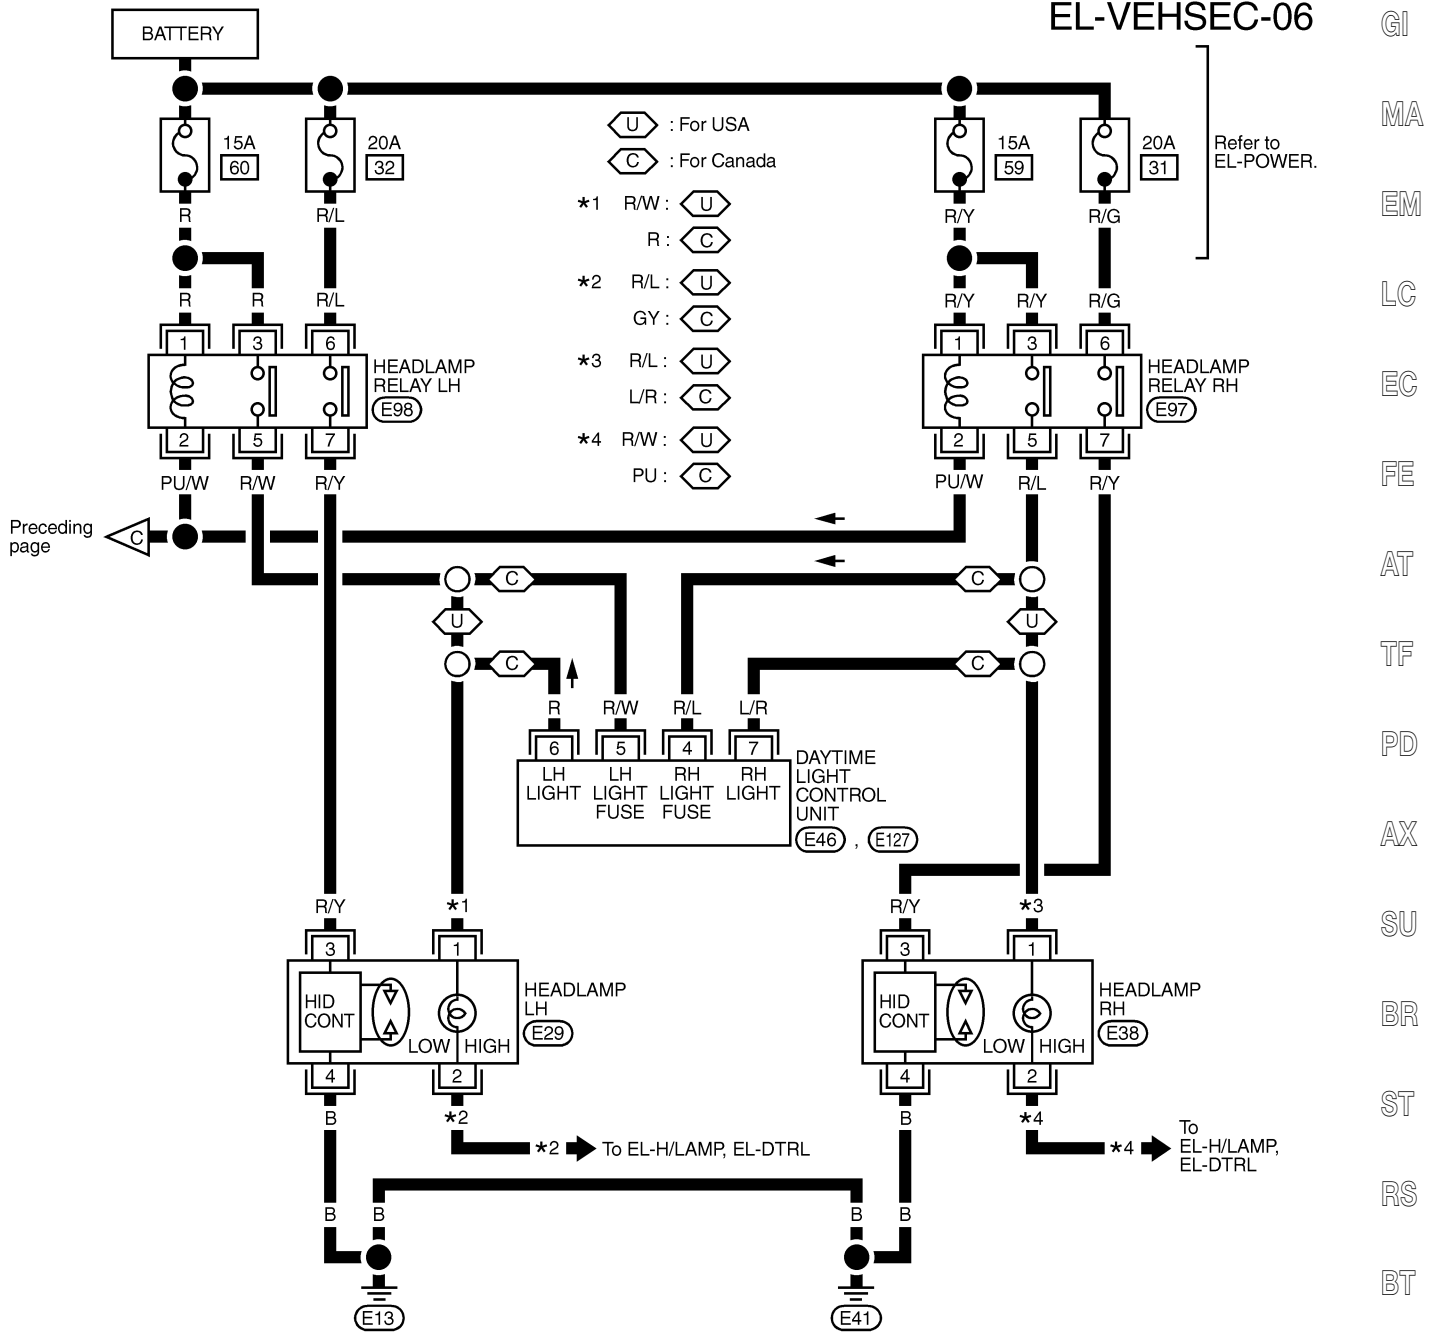 EL-VEHSEC-06
GI
BATTERY
MA
15A
60
20A
32
U : For USA
C : For Canada
15A
59
20A
31
Refer to
EL-POWER.
EM
R
R/L
*1 R/W : U
R : C
R/Y
R/G
LC
*2 R/L : U
GY : C
R
R
R/L
R/Y
R/Y
R/G
1
3
6
1
3
6
EC
HEADLAMP
RELAY LH
E98
*3 R/L : U
L/R : C
HEADLAMP
RELAY RH
E97
2
5
7
*4 R/W : U
PU : C
2
5
7
FE
PU/W
R/W
R/Y
PU/W
R/L
R/Y
Preceding
page
C
AT
C
C
U
U
TF
C
C
R
R/W
R/L
L/R
PD
6
5
4
7
LH
LIGHT
LH
LIGHT
FUSE
RH
LIGHT
FUSE
RH
LIGHT
DAYTIME
LIGHT
CONTROL
UNIT
E46 , E127
AX
R/Y
*1
R/Y
*3
SU
3
1
3
1
HID
CONT
LOW
HIGH
HEADLAMP
LH
E29
HID
CONT
LOW
HIGH
HEADLAMP
RH
E38
BR
4
2
4
2
ST
B
*2
B
*4
*2 To EL-H/LAMP, EL-DTRL
*4 To
EL-H/LAMP,
EL-DTRL
RS
B
B
B
B
BT
E13
E41